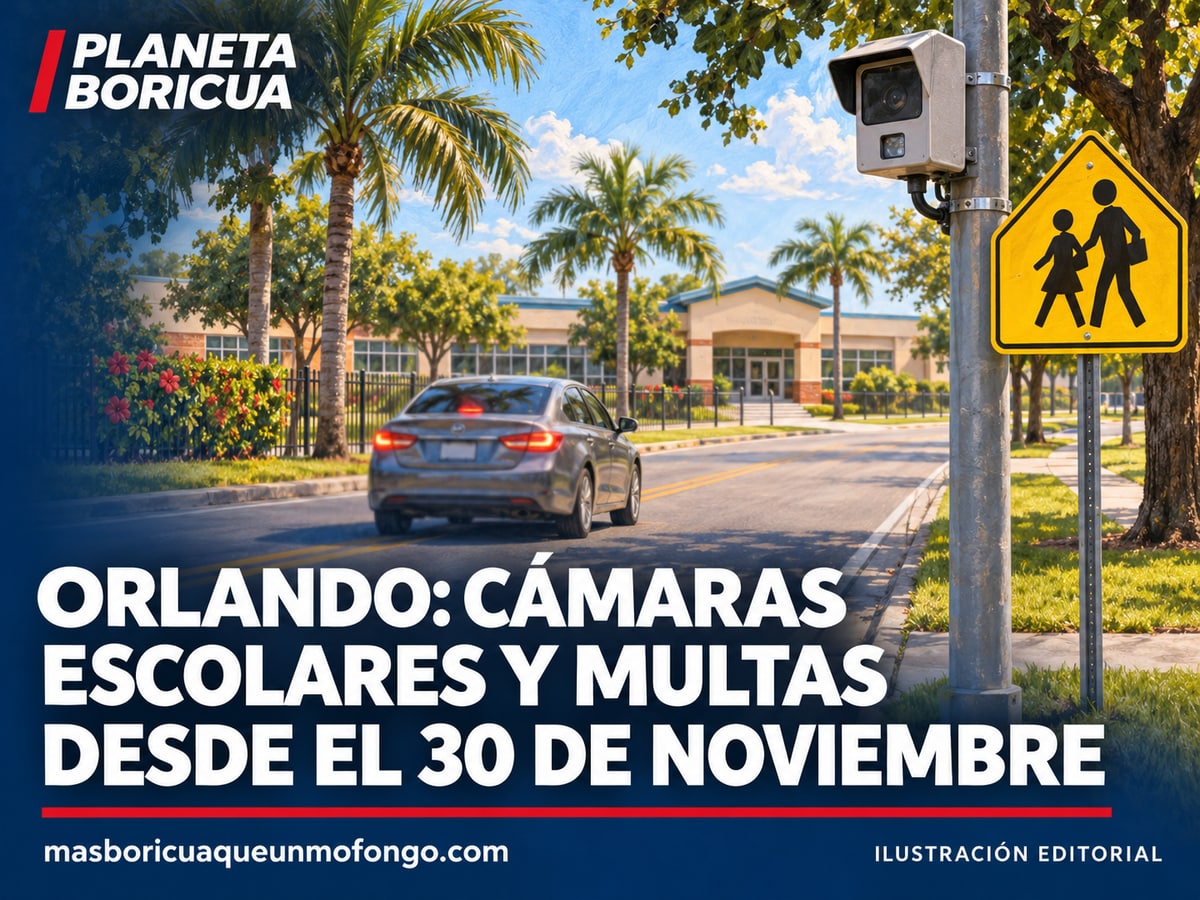 PLANETA
BORICUA
ORLANDO: CÁMARAS
ESCOLARES Y MULTAS
DESDE EL 30 DE NOVIEMBRE
masboricuaqueunmofongo.com
ILUSTRACIÓN EDITORIAL